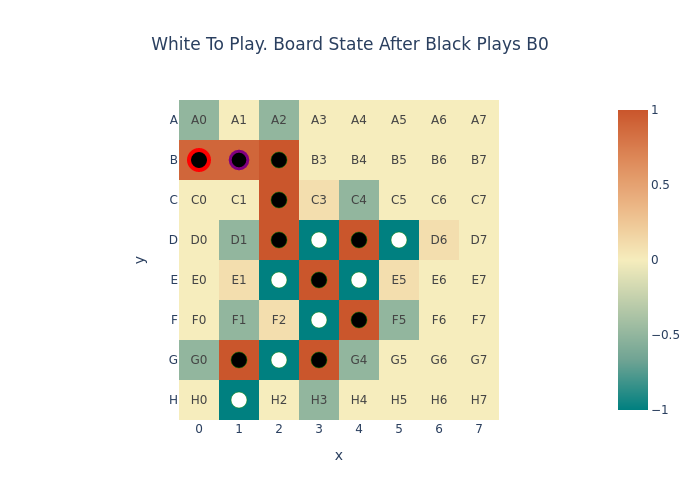 White To Play. Board State After Black Plays B0
A A0 A1 A2 A3 A4 A5 A6 A7
B B3 B4 B5 B6 B7
C C0 C1 C3 C4 C5 C6 C7
D D0 D1 D6 D7
E E0 E1 E5 E6 E7
F F0 F1 F2 F5 F6 F7
G G0 G4 G5 G6 G7
H H0 H2 H3 H4 H5 H6 H7
0 1 2 3 4 5 6 7
x
y
1
0.5
0
−0.5
−1